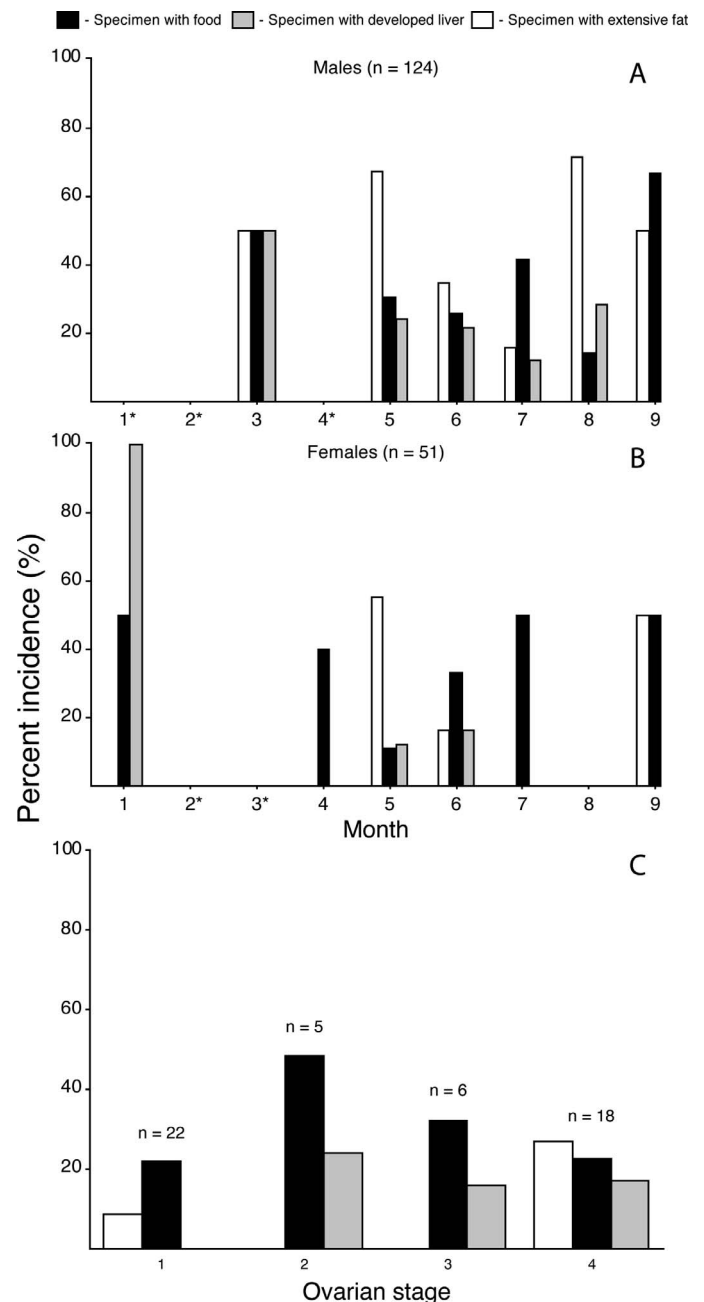 - Specimen with food - Specimen with developed liver - Specimen with extensive fat
Males (n = 124)
A
100
80
60
40
20
1* 2* 3 4* 5 6 7 8 9
Females (n = 51)
B
100
80
60
40
20
1 2* 3* 4 5 6 7 8 9
Month
Percent incidence (%)
C
100
80
60
40
20
n = 22
n = 5
n = 6
n = 18
1 2 3 4
Ovarian stage